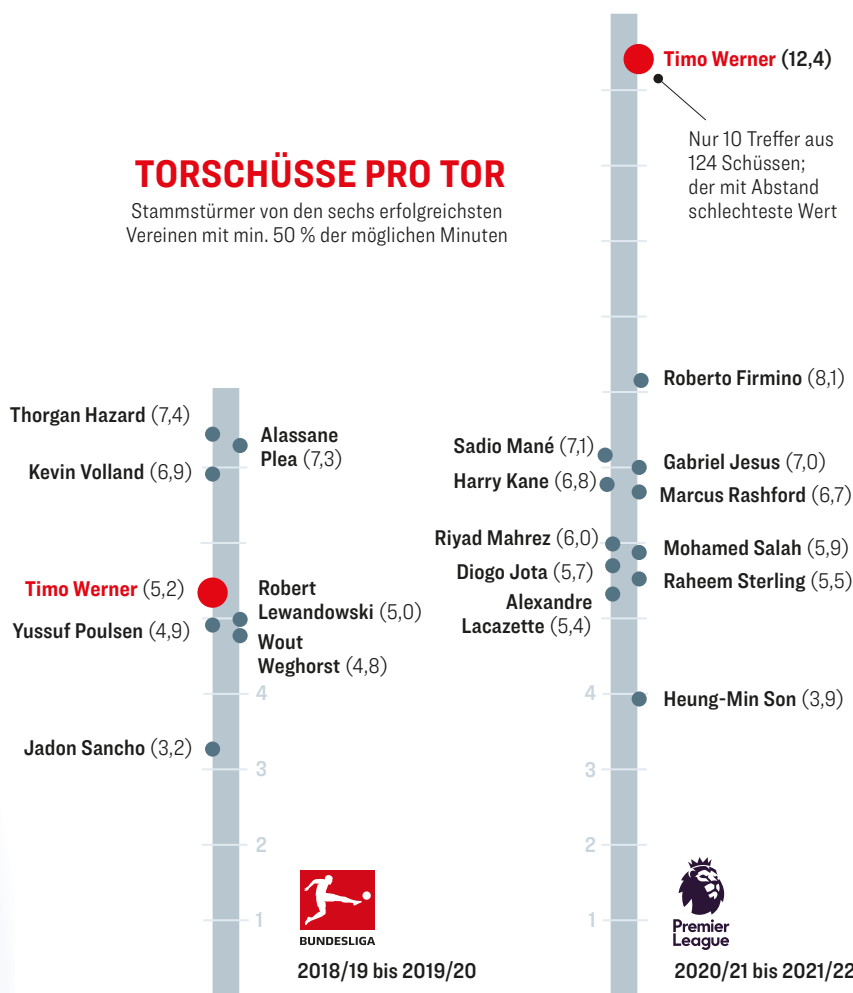 TORSCHÜSSE PRO TOR
Stammstürmer von den sechs erfolgreichsten
Vereinen mit min. 50 % der möglichen Minuten
Thorgan Hazard (7,4)
Alassane
Plea (7,3)
Kevin Volland (6,9)
Timo Werner (5,2)
Robert
Lewandowski (5,0)
Yussuf Poulsen (4,9)
Wout
Weghorst (4,8)
4
Jadon Sancho (3,2)
3
2
1
BUNDESLIGA
2018/19 bis 2019/20
Timo Werner (12,4)
Nur 10 Treffer aus
124 Schüssen;
der mit Abstand
schlechteste Wert
Roberto Firmino (8,1)
Sadio Mané (7,1)
Gabriel Jesus (7,0)
Harry Kane (6,8)
Marcus Rashford (6,7)
Riyad Mahrez (6,0)
Mohamed Salah (5,9)
Diogo Jota (5,7)
Raheem Sterling (5,5)
Alexandre
Lacazette (5,4)
4
Heung-Min Son (3,9)
3
2
1
Premier
League
2020/21 bis 2021/22